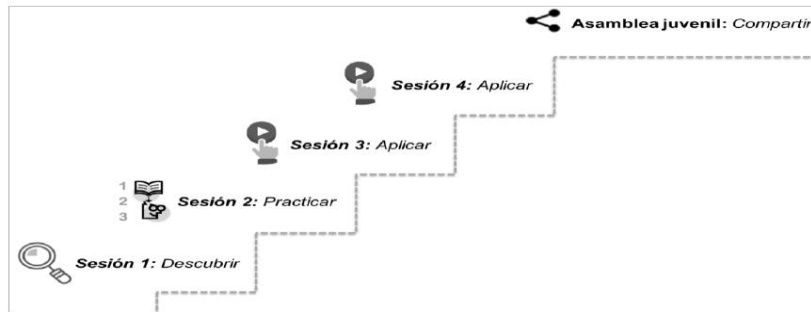 Asamblea juvenil: Compartir
Sesión 4: Aplicar
Sesión 3: Aplicar
1
2
3
Sesión 2: Practicar
Sesión 1: Descubrir